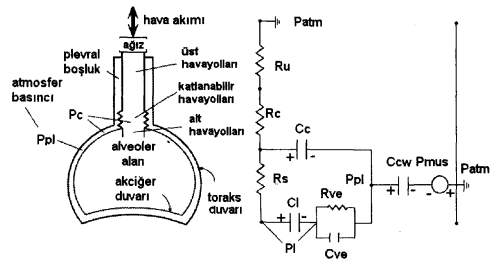 hava akımı
ağız
plevral
boşluk
üst
havayolları
atmosfer
basıncı
Pc
katlanabilir
havayolları
Ppl
alt
havayolları
alveoler
alan
akciğer
duvarı
toraks
duvarı
Patm
Ru
Rc
Cc
+ -
Rs
Ppl
Ccw Pmus
Patm
+ - - +
Cl
Rve
+ -
Pl
Cve